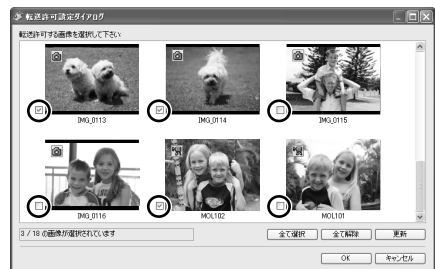 転送許可設定ダイアログ
転送許可する画像を選択して下さい
IMG_0113
IMG_0114
IMG_0115
IMG_0116
MOL102
MOL101
3 / 18 の画像が選択されています
全て選択
全て解除
更新
OK
キャンセル